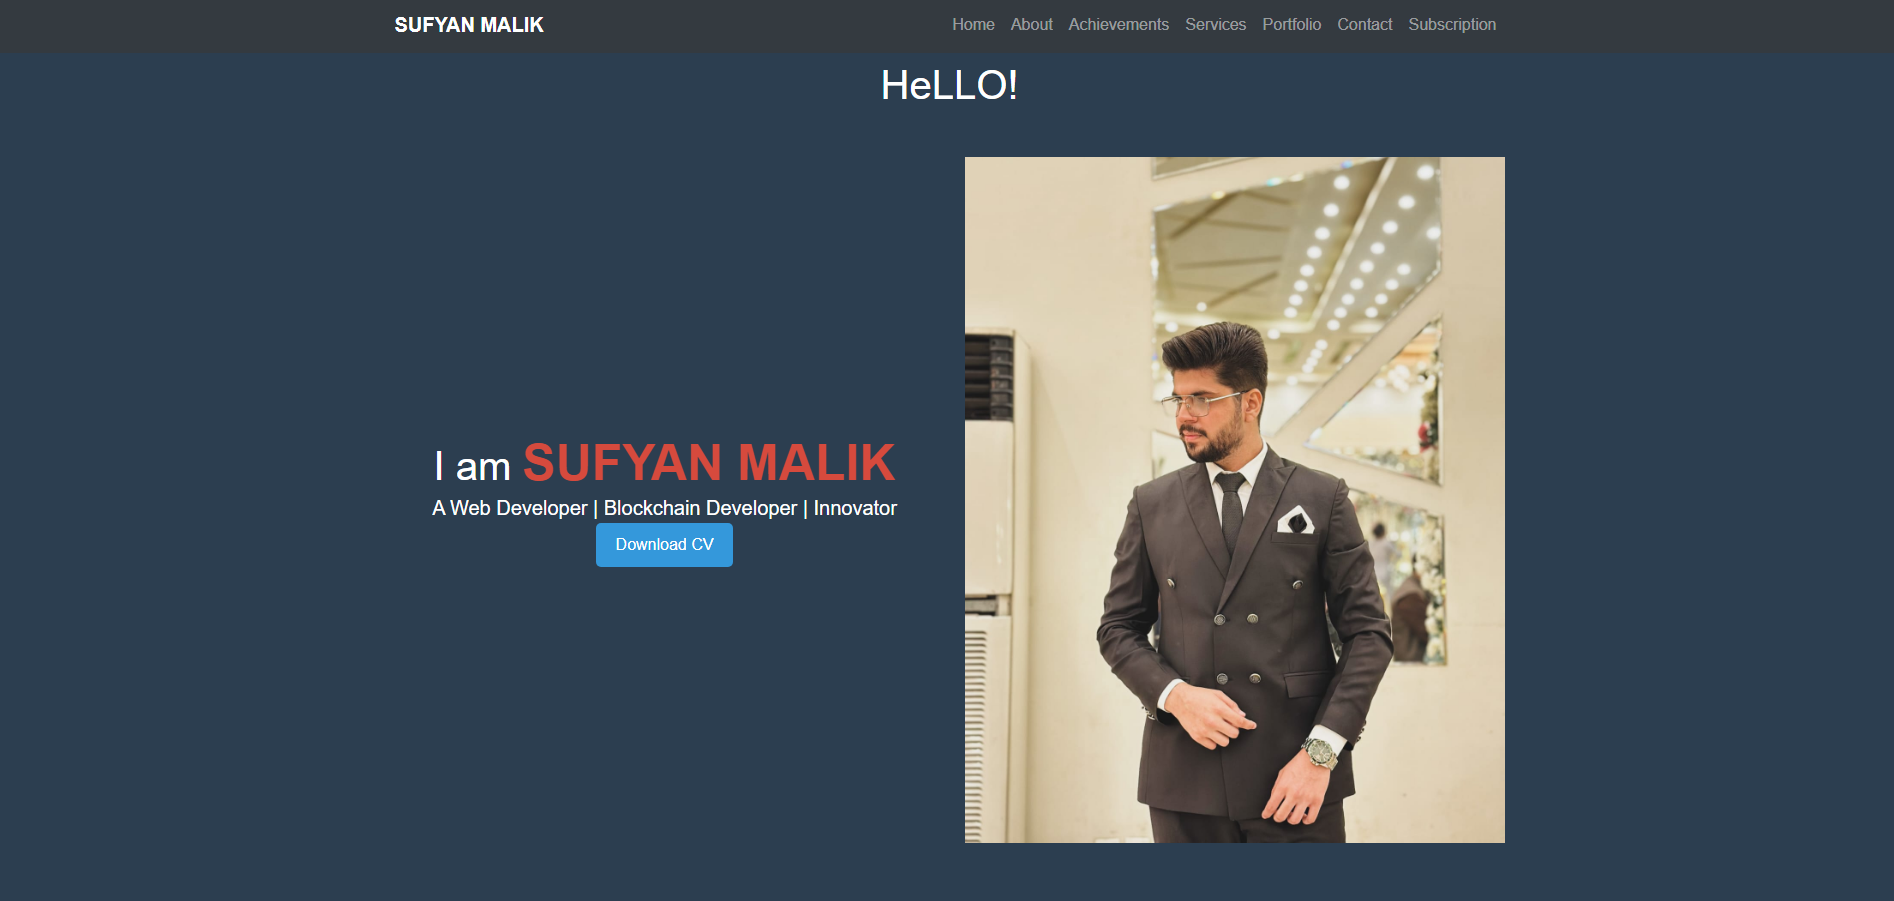 SUFYAN MALIK
Home About Achievements Services Portfolio Contact Subscription
HeLLO!
I am SUFYAN MALIK
A Web Developer | Blockchain Developer | Innovator
Download CV